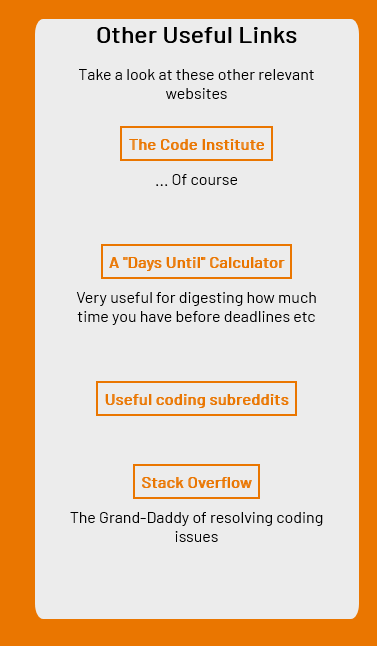 Other Useful Links
Take a look at these other relevant
websites
The Code Institute
... Of course
A "Days Until" Calculator
Very useful for digesting how much
time you have before deadlines etc
Useful coding subreddits
Stack Overflow
The Grand-Daddy of resolving coding
issues